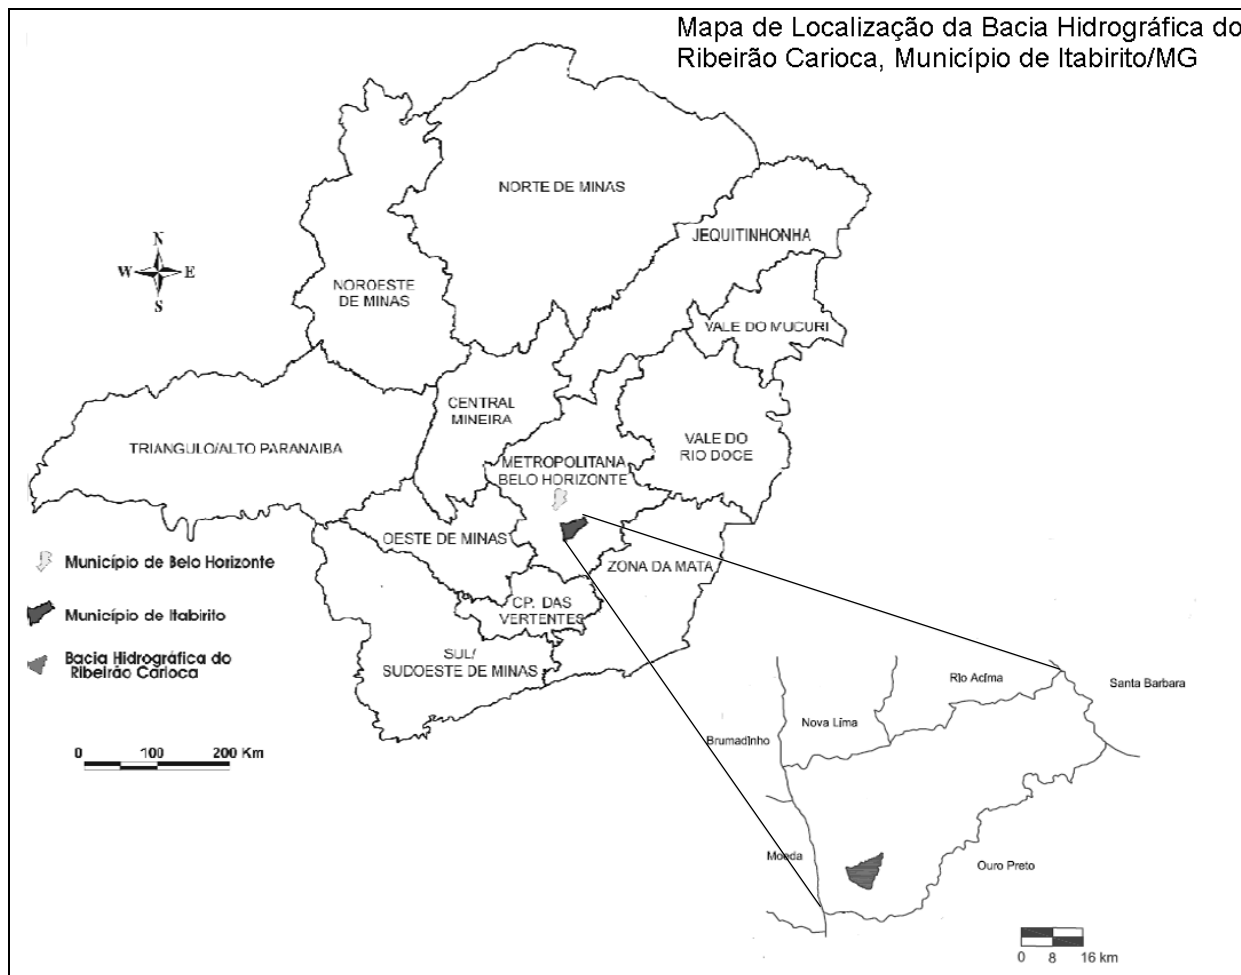 Mapa de Localização da Bacia Hidrográfica do
Ribeirão Carioca, Município de Itabirito/MG
NORTE DE MINAS
JEQUITINHONHA
N
W E
S
NOROESTE
DE MINAS
VALE DO MUCURI
CENTRAL
MINEIRA
TRIANGULO/ALTO PARANAIBA
VALE DO
RIO DOCE
METROPOLITANA
BELO HORIZONTE
OESTE DE MINAS
ZONA DA MATA
Município de Belo Horizonte
CP. DAS
VERTENTES
Município de Itabirito
SUL/
SUDOESTE DE MINAS
Bacia Hidrográfica do
Ribeirão Carioca
0 100 200 Km
Rio Acima
Santa Barbara
Nova Lima
Brumadinho
Moeda
Ouro Preto
0 8 16 km